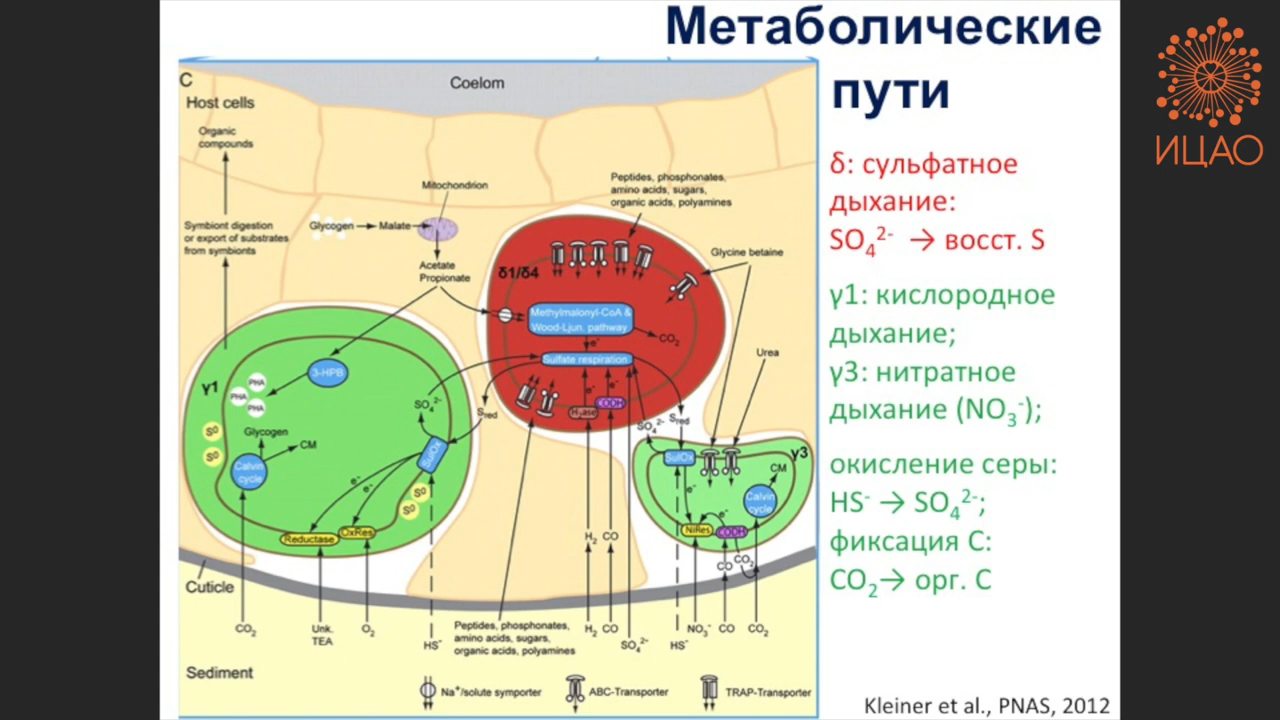 Метаболические
пути
ИЦАО
C
Coelom
Host cells
Organic
compounds
Mitochondrion
Peptides, phosphonates,
amino acids, sugars,
organic acids, polyamines
Symbiont digestion
or export of substrates
from symbionts
Glycogen
Malate
Acetate
Propionate
δ1/δ4
Glycine betaine
Methylmalonyl-CoA &
Wood-Ljun. pathway
CO₂
e⁻
Sulfate respiration
Urea
γ1
3-HPB
PHA
PHA
PHA
SO₄²⁻
S_red
e⁻
e⁻
H₂ase
COOH
SO₄²⁻
S_red
S⁰
S⁰
Glycogen
CM
Calvin
cycle
SulOx
e⁻
e⁻
S⁰
S⁰
Reductase
OxRes
SulOx
γ3
CM
e⁻
Calvin
cycle
e⁻
NiRes
COOH
H₂
CO
CO
CO₂
Cuticle
CO₂
Unk.
TEA
O₂
HS⁻
Peptides, phosphonates,
amino acids, sugars,
organic acids, polyamines
H₂
CO
SO₄²⁻
HS⁻
NO₃⁻
CO
CO₂
Sediment
Na⁺/solute symporter
ABC-Transporter
TRAP-Transporter
δ: сульфатное
дыхание:
SO₄²⁻ → восст. S
γ1: кислородное
дыхание;
γ3: нитратное
дыхание (NO₃⁻);
окисление серы:
HS⁻ → SO₄²⁻;
фиксация C:
CO₂→ орг. C
Kleiner et al., PNAS, 2012